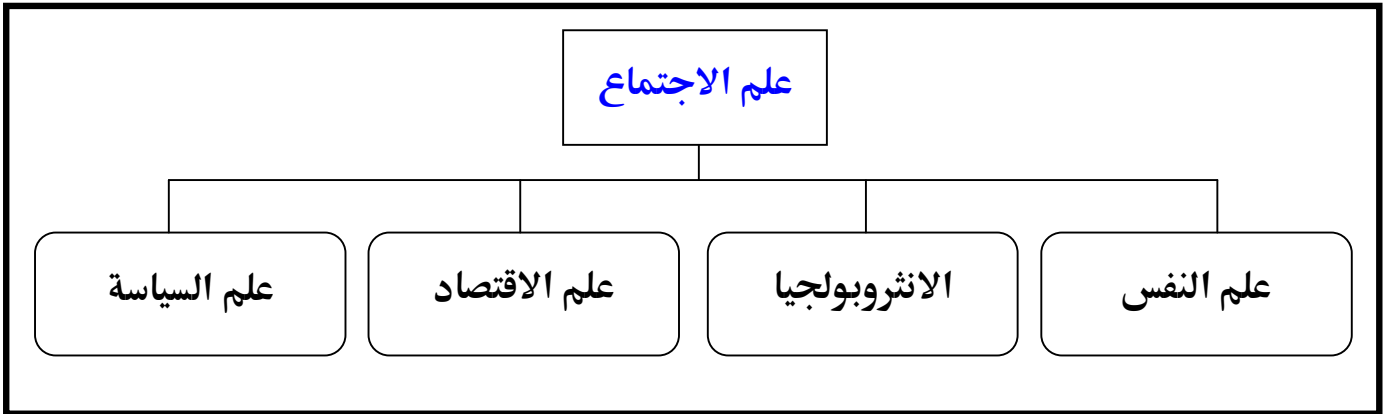 علم الاجتماع
علم النفس
الانثروبولجيا
علم الاقتصاد
علم السياسة